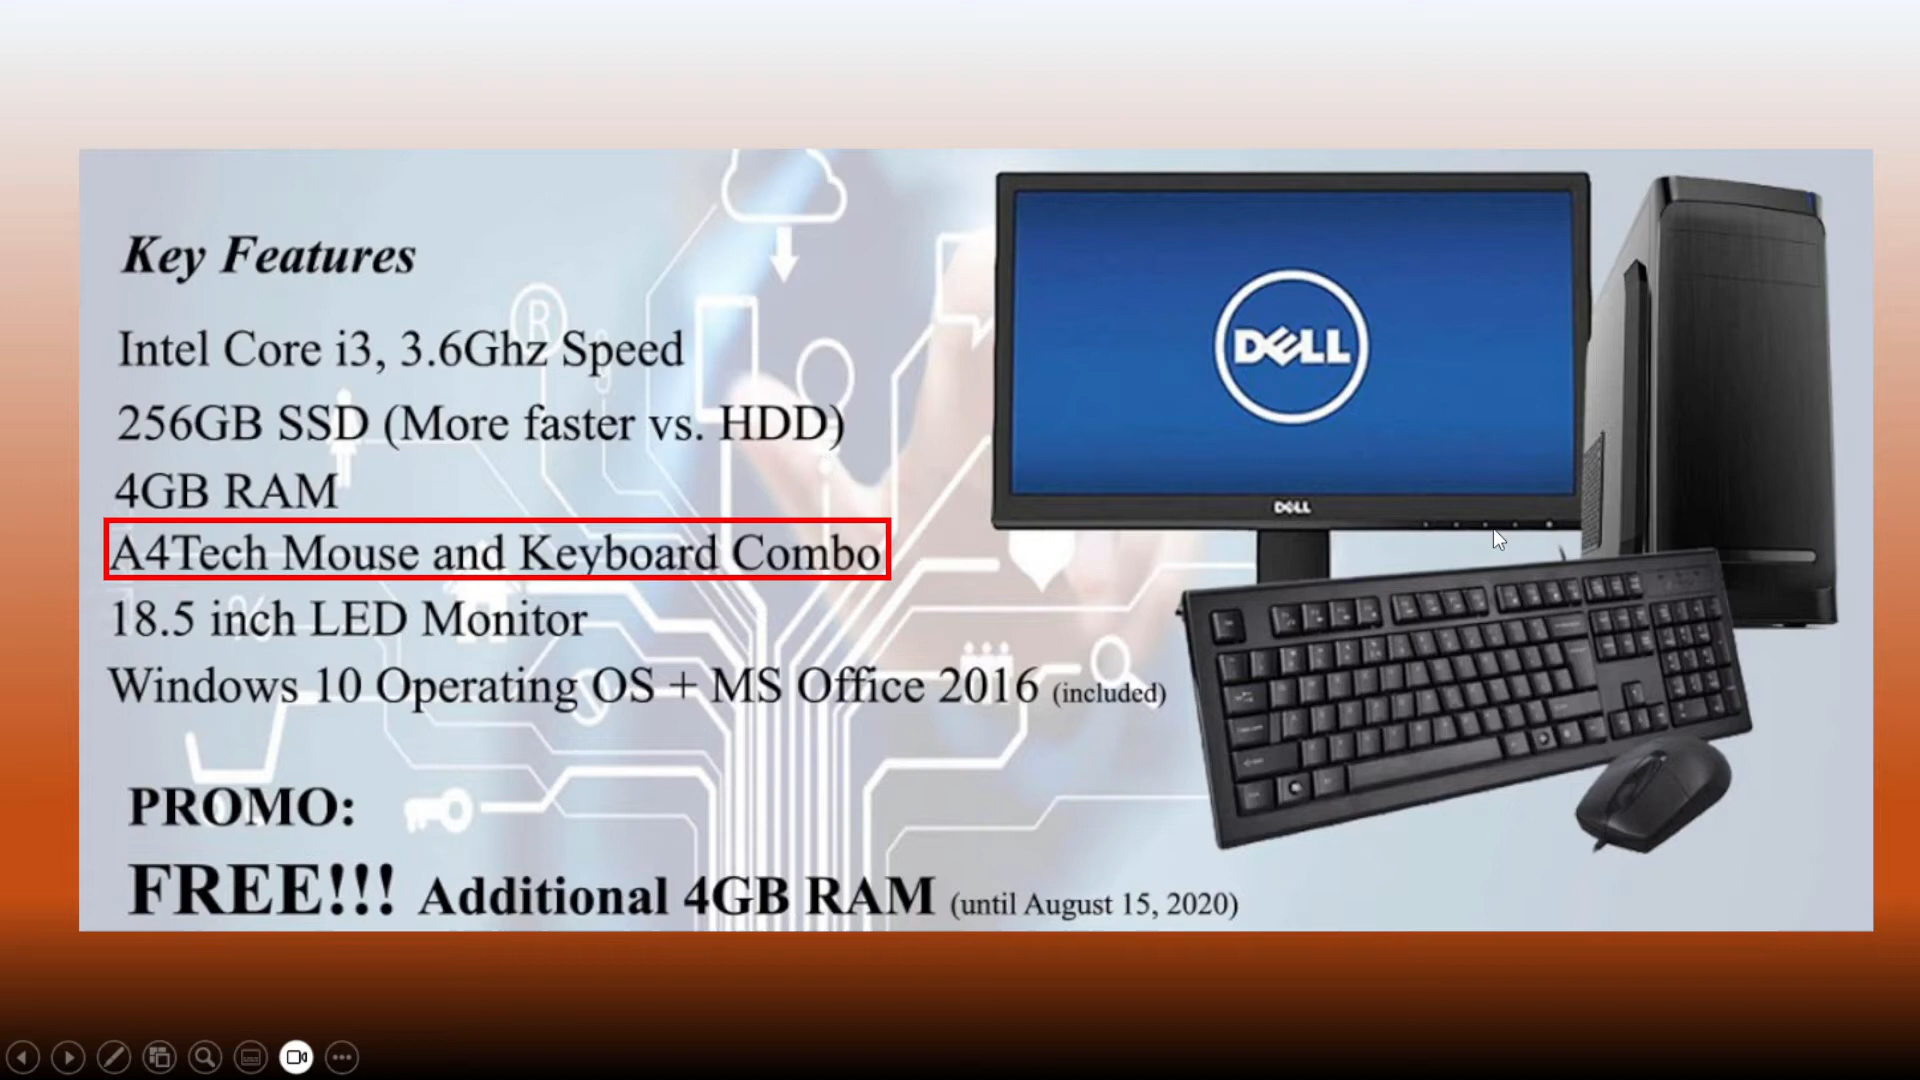 Key Features
Intel Core i3, 3.6Ghz Speed
256GB SSD (More faster vs. HDD)
4GB RAM
A4Tech Mouse and Keyboard Combo
18.5 inch LED Monitor
Windows 10 Operating OS + MS Office 2016 (included)
PROMO:
FREE!!! Additional 4GB RAM (until August 15, 2020)
DELL
DELL